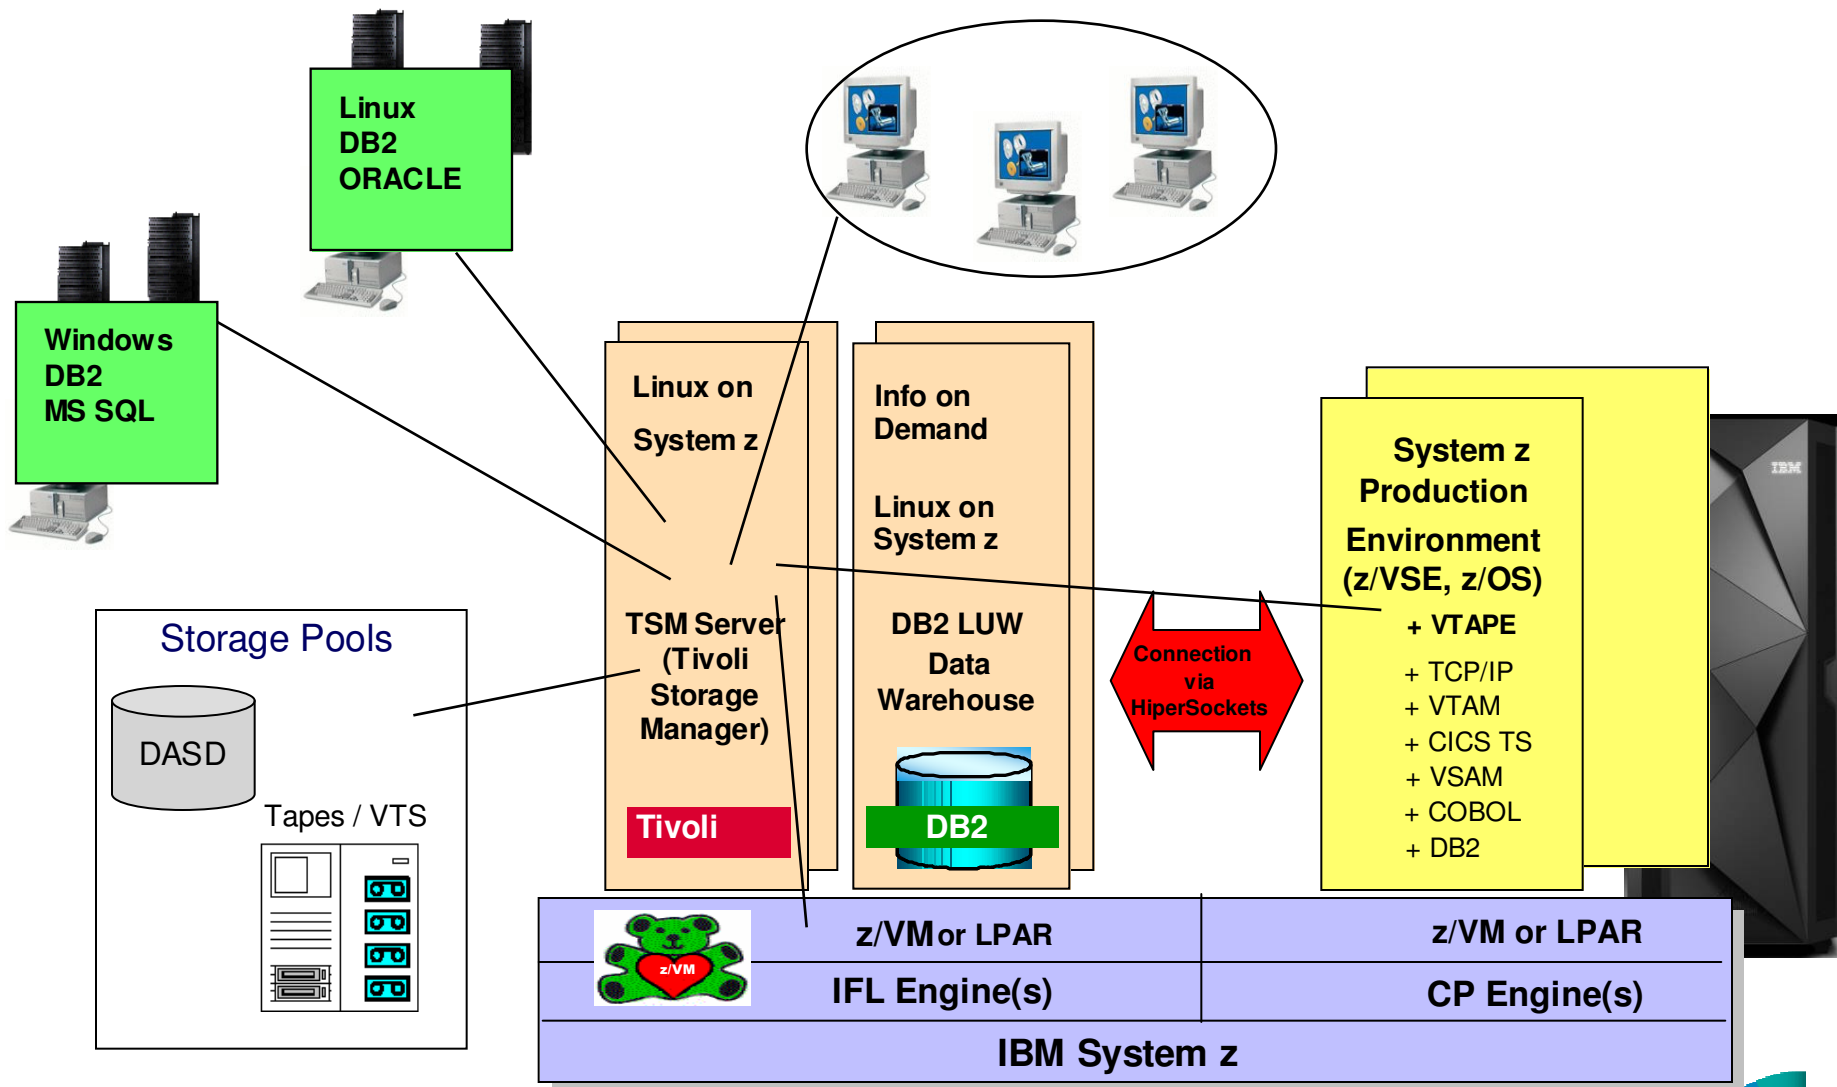 Linux
DB2
ORACLE
Windows
DB2
MS SQL
Storage Pools
DASD
Tapes / VTS
Linux on
System z
TSM Server
(Tivoli
Storage
Manager)
Tivoli
Info on
Demand
Linux on
System z
DB2 LUW
Data
Warehouse
DB2
Connection
via
HiperSockets
System z
Production
Environment
(z/VSE, z/OS)
+ VTAPE
+ TCP/IP
+ VTAM
+ CICS TS
+ VSAM
+ COBOL
+ DB2
IBM
z/VM
z/VM or LPAR
z/VM or LPAR
IFL Engine(s)
CP Engine(s)
IBM System z